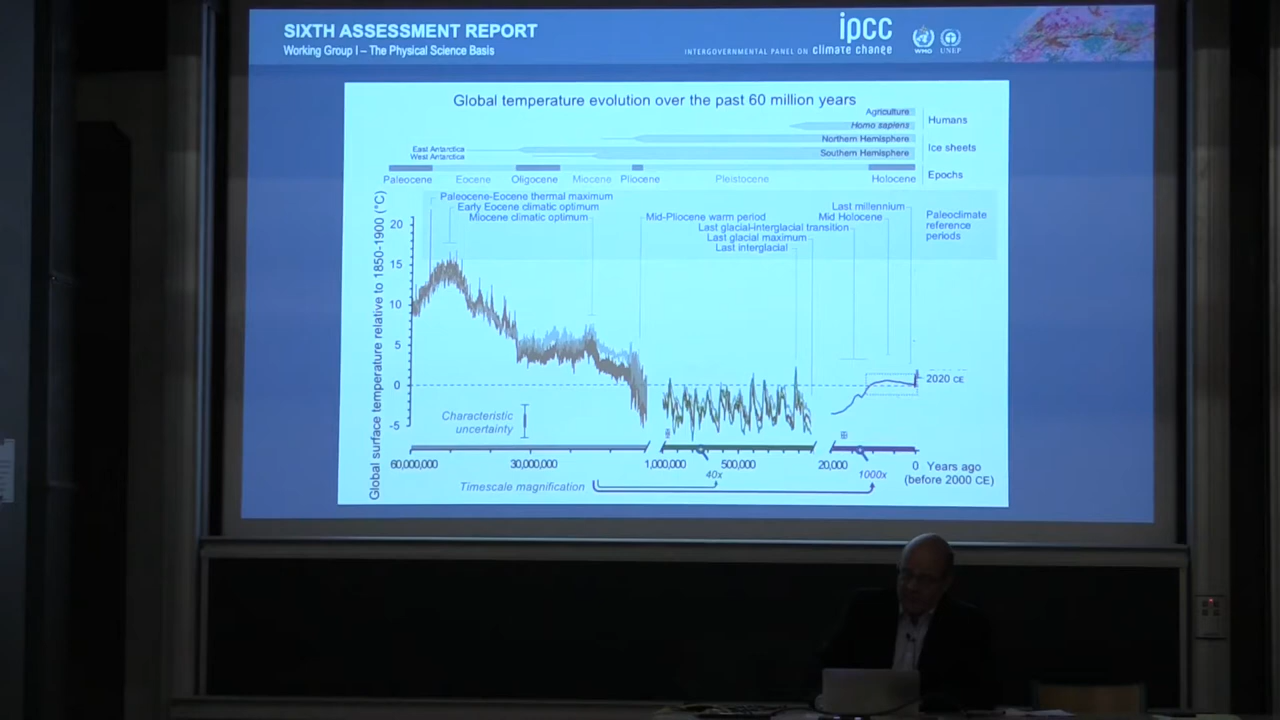 SIXTH ASSESSMENT REPORT
Working Group I – The Physical Science Basis
ipcc
INTERGOVERNMENTAL PANEL ON climate change
WMO
UNEP
Global temperature evolution over the past 60 million years
Agriculture
Homo sapiens
Humans
Northern Hemisphere
East Antarctica
West Antarctica
Southern Hemisphere
Ice sheets
Paleocene Eocene Oligocene Miocene Pliocene Pleistocene Holocene
Epochs
Paleocene-Eocene thermal maximum
Early Eocene climatic optimum
Miocene climatic optimum
Mid-Pliocene warm period
Last glacial-interglacial transition
Last glacial maximum
Last interglacial
Last millennium
Mid Holocene
Paleoclimate
reference
periods
Global surface temperature relative to 1850-1900 (°C)
20
15
10
5
0
-5
2020 CE
Characteristic
uncertainty
60,000,000 30,000,000 1,000,000 500,000 20,000 0 Years ago
(before 2000 CE)
40x
1000x
Timescale magnification